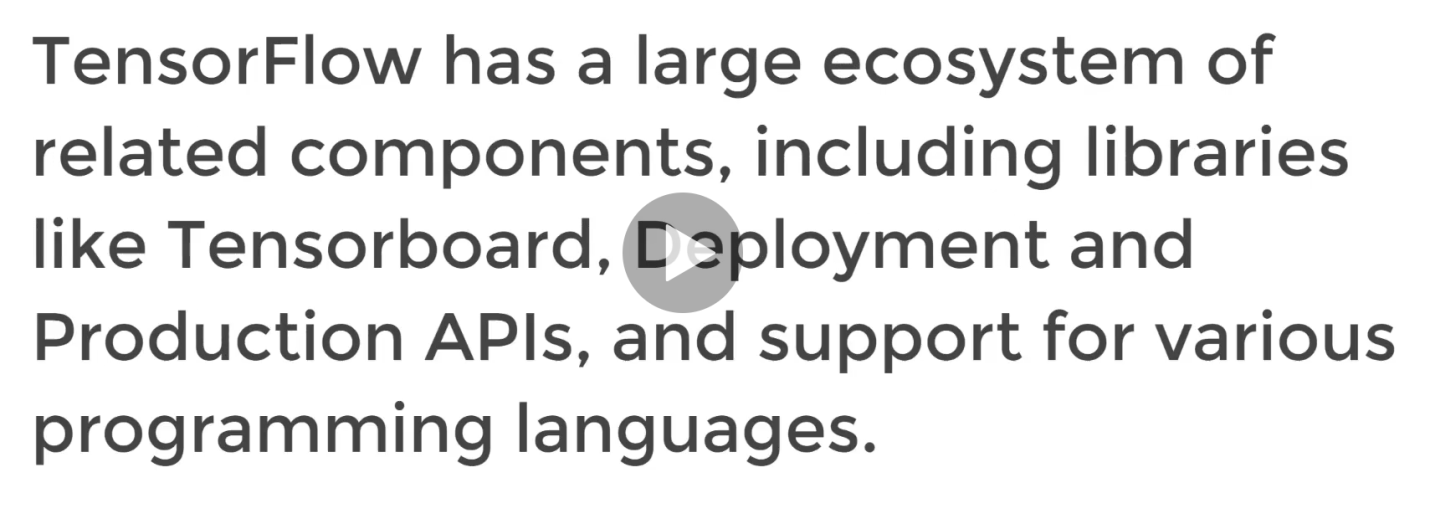 TensorFlow has a large ecosystem of
related components, including libraries
like Tensorboard, Deployment and
Production APIs, and support for various
programming languages.